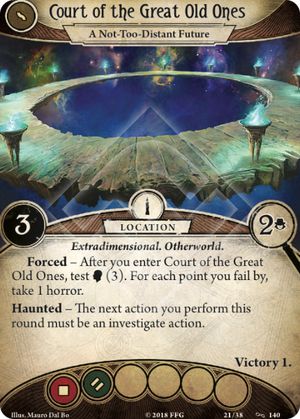 Court of the Great Old Ones
A Not-Too-Distant Future
3
2
LOCATION
Extradimensional. Otherworld.
Forced – After you enter Court of the Great
Old Ones, test (3). For each point you fail by,
take 1 horror.
Haunted – The next action you perform this
round must be an investigate action.
Victory 1.
Illus. Mauro Dal Bo
© 2018 FFG
21/38
140